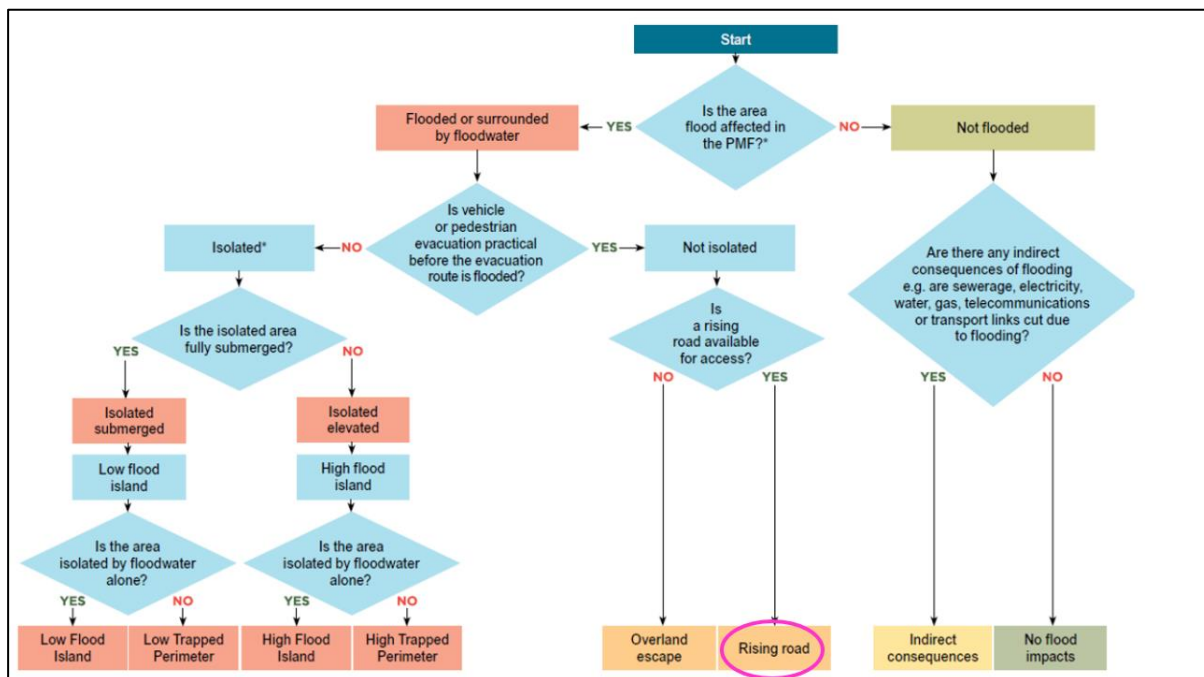 Start
Is the area
flood affected in
the PMF?*
YES
NO
Flooded or surrounded
by floodwater
Not flooded
Is vehicle
or pedestrian
evacuation practical
before the evacuation
route is flooded?
NO
YES
Isolated*
Not isolated
Are there any indirect
consequences of flooding
e.g. are sewerage, electricity,
water, gas, telecommunications
or transport links cut due
to flooding?
Is the isolated area
fully submerged?
YES
NO
Is
a rising
road available
for access?
NO
YES
YES
NO
Isolated
submerged
Isolated
elevated
Low flood
island
High flood
island
Is the area
isolated by floodwater
alone?
Is the area
isolated by floodwater
alone?
YES
NO
YES
NO
Low Flood
Island
Low Trapped
Perimeter
High Flood
Island
High Trapped
Perimeter
Overland
escape
Rising road
Indirect
consequences
No flood
impacts